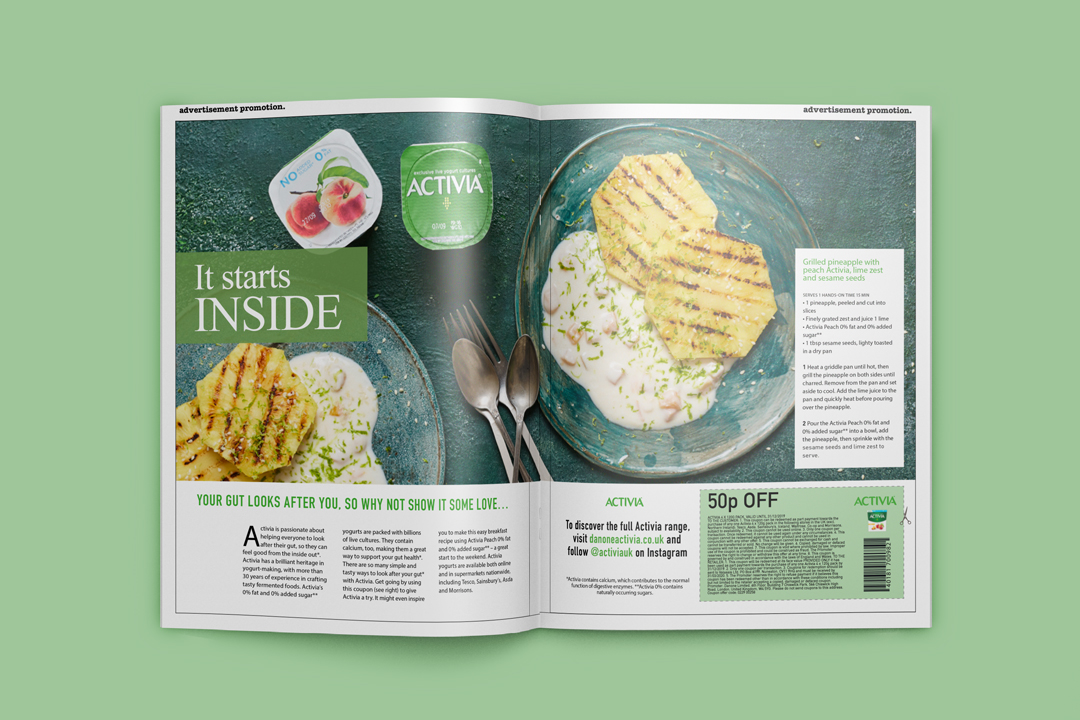 advertisement promotion.
advertisement promotion.
NO
0%
27/05
exclusive live yogurt cultures
ACTIVIA
It starts
INSIDE
Grilled pineapple with
peach Activia, lime zest
and sesame seeds
SERVES 1 HANDS-ON TIME 15 MIN
• 1 pineapple, peeled and cut into
slices
• Finely grated zest and juice 1 lime
• Activia Peach 0% fat and 0% added
sugar**
• 1 tbsp sesame seeds, lighty toasted
in a dry pan
1 Heat a griddle pan until hot, then
grill the pineapple on both sides until
charred. Remove from the pan and set
aside to cool. Add the lime juice to the
pan and quickly heat before pouring
over the pineapple.
2 Pour the Activia Peach 0% fat and
0% added sugar** into a bowl, add
the pineapple, then sprinkle with the
sesame seeds and lime zest to
serve.
YOUR GUT LOOKS AFTER YOU, SO WHY NOT SHOW IT SOME LOVE...
Activia is passionate about
helping everyone to look
after their gut, so they can
feel good from the inside out*.
Activia has a brilliant heritage in
yogurt-making, with more than
30 years of experience in crafting
tasty fermented foods. Activia's
0% fat and 0% added sugar**
yogurts are packed with billions
of live cultures. They contain
calcium, too, making them a great
way to support your gut health*.
There are so many simple and
tasty ways to look after your gut*
with Activia. Get going by using
this coupon (see right) to give
Activia a try. It might even inspire
you to make this easy breakfast
recipe using Activia Peach 0% fat
and 0% added sugar** – a great
start to the weekend. Activia
yogurts are available both online
and in supermarkets nationwide,
including Tesco, Sainsbury's, Asda
and Morrisons.
ACTIVIA
To discover the full Activia range,
visit danoneactivia.co.uk and
follow @activiauk on Instagram
*Activia contains calcium, which contributes to the normal
function of digestive enzymes. **Activia 0% contains
naturally occurring sugars.
50p OFF
ACTIVIA